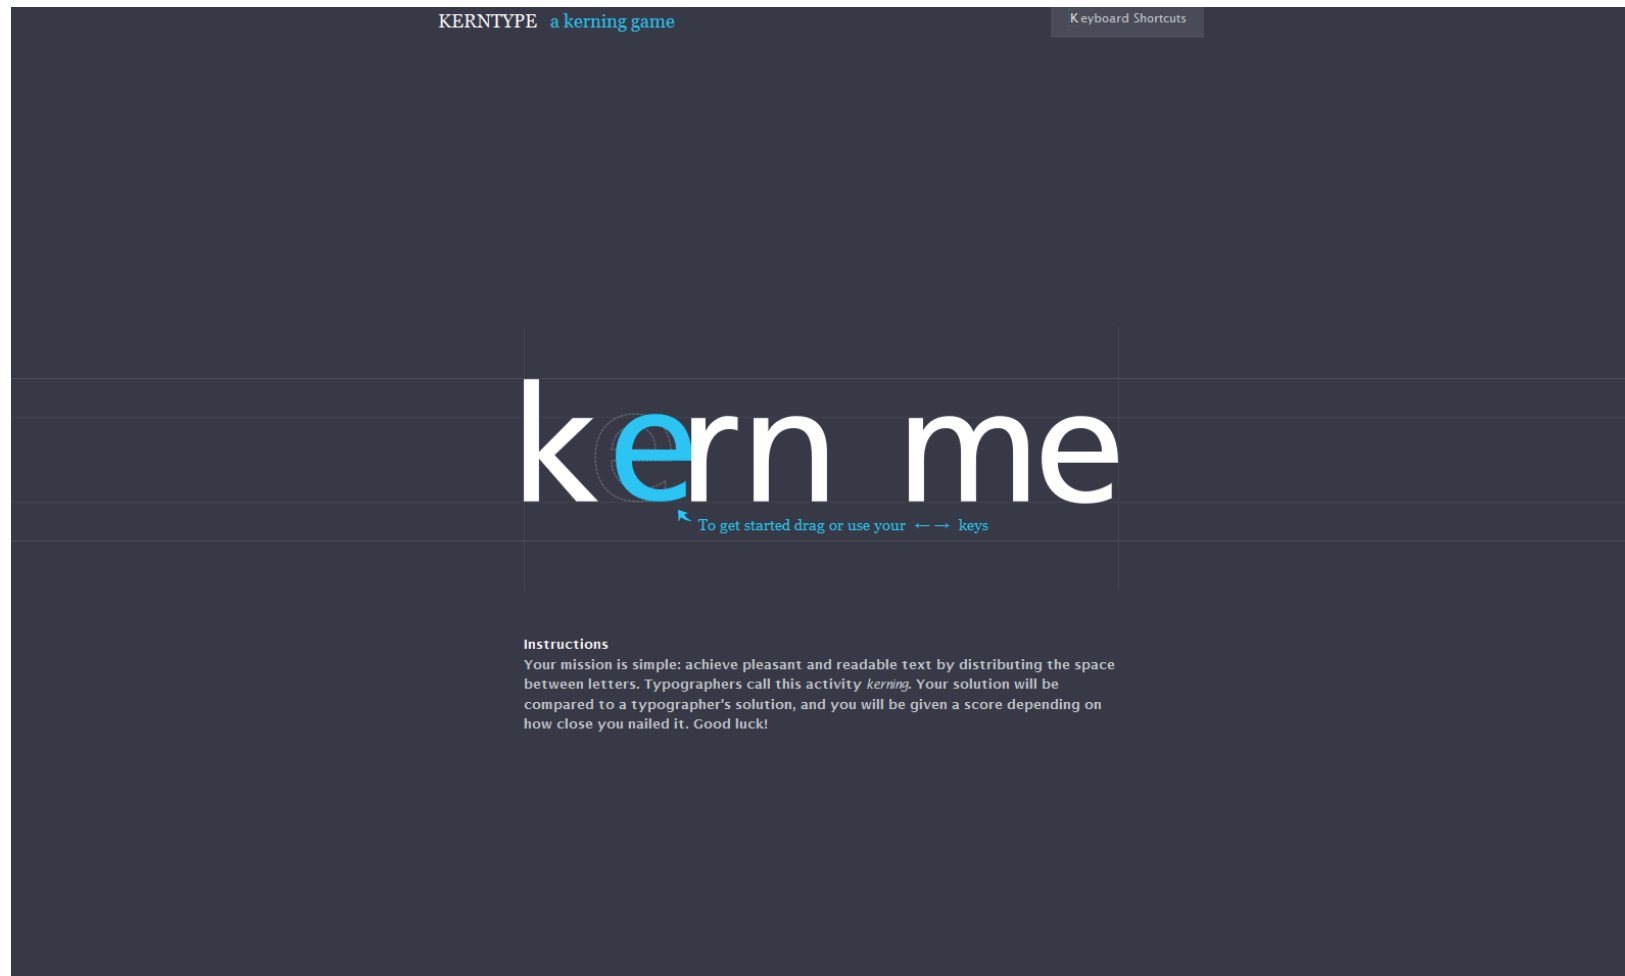 KERNTYPE a kerning game
Keyboard Shortcuts
kern me
To get started drag or use your ←→ keys
Instructions
Your mission is simple: achieve pleasant and readable text by distributing the space
between letters. Typographers call this activity kerning. Your solution will be
compared to a typographer's solution, and you will be given a score depending on
how close you nailed it. Good luck!